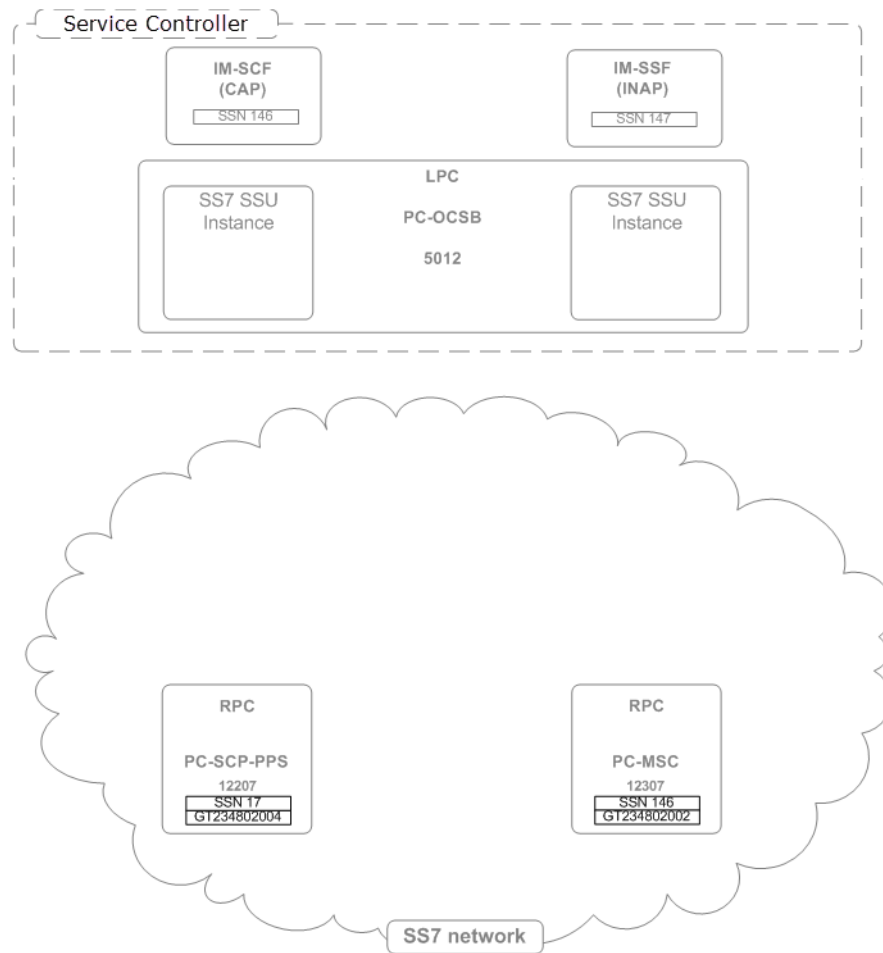 Service Controller
IM-SCF
(CAP)
SSN 146
IM-SSF
(INAP)
SSN 147
LPC
PC-OCSB
5012
SS7 SSU
Instance
SS7 SSU
Instance
RPC
PC-SCP-PPS
12207
SSN 17
GT234802004
RPC
PC-MSC
12307
SSN 146
GT234802002
SS7 network